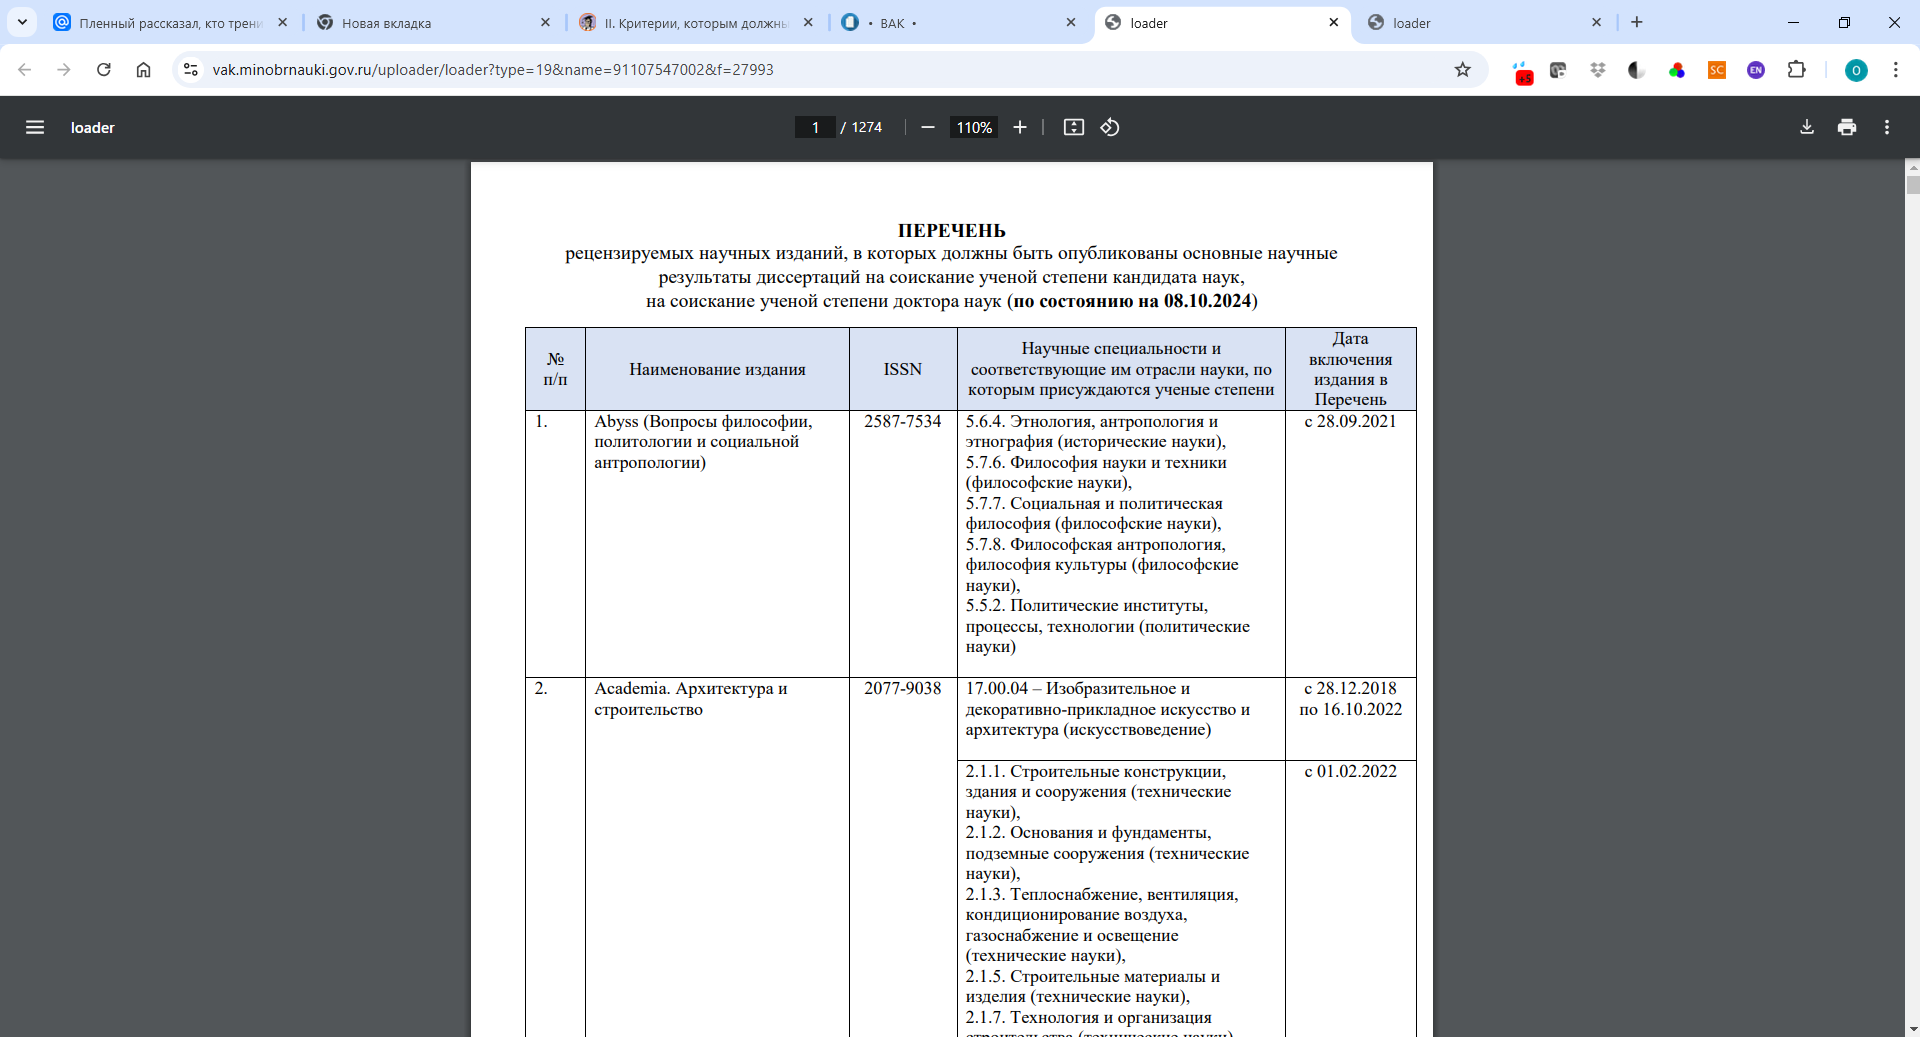 Пленный рассказал, кто трени
Новая вкладка
II. Критерии, которым должны
• ВАК •
loader
loader
vak.minobrnauki.gov.ru/uploader/loader?type=19&name=91107547002&f=27993
+5
SC
EN
O
loader
1 / 1274
110%
ПЕРЕЧЕНЬ
рецензируемых научных изданий, в которых должны быть опубликованы основные научные
результаты диссертаций на соискание ученой степени кандидата наук,
на соискание ученой степени доктора наук (по состоянию на 08.10.2024)
№
п/п
Наименование издания
ISSN
Научные специальности и
соответствующие им отрасли науки, по
которым присуждаются ученые степени
Дата
включения
издания в
Перечень
1.
Abyss (Вопросы философии,
политологии и социальной
антропологии)
2587-7534
5.6.4. Этнология, антропология и
этнография (исторические науки),
5.7.6. Философия науки и техники
(философские науки),
5.7.7. Социальная и политическая
философия (философские науки),
5.7.8. Философская антропология,
философия культуры (философские
науки),
5.5.2. Политические институты,
процессы, технологии (политические
науки)
с 28.09.2021
2.
Academia. Архитектура и
строительство
2077-9038
17.00.04 – Изобразительное и
декоративно-прикладное искусство и
архитектура (искусствоведение)
с 28.12.2018
по 16.10.2022
2.1.1. Строительные конструкции,
здания и сооружения (технические
науки),
2.1.2. Основания и фундаменты,
подземные сооружения (технические
науки),
2.1.3. Теплоснабжение, вентиляция,
кондиционирование воздуха,
газоснабжение и освещение
(технические науки),
2.1.5. Строительные материалы и
изделия (технические науки),
2.1.7. Технология и организация
строительства (технические науки)
с 01.02.2022